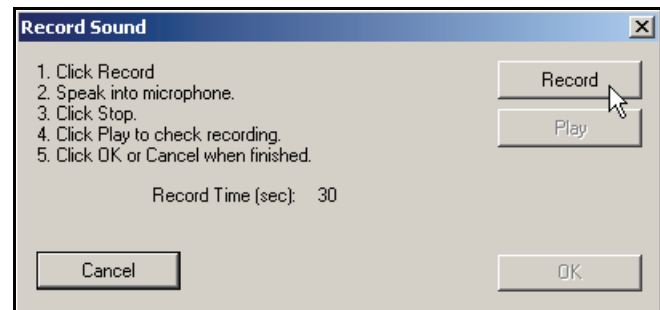 Record Sound
1. Click Record
2. Speak into microphone.
3. Click Stop.
4. Click Play to check recording.
5. Click OK or Cancel when finished.
Record
Play
Record Time (sec): 30
Cancel
OK